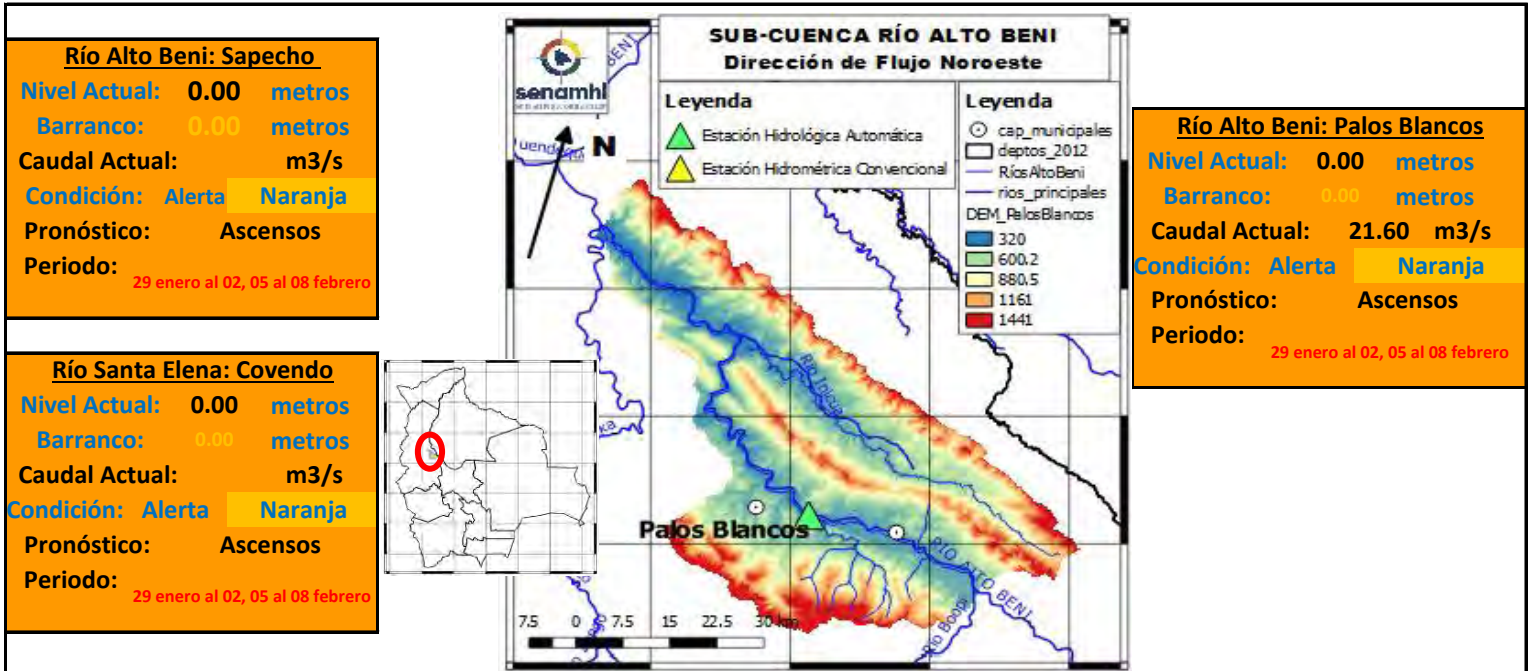 Río Alto Beni: Sapecho
Nivel Actual: 0.00 metros
Barranco: 0.00 metros
Caudal Actual: m3/s
Condición: Alerta Naranja
Pronóstico: Ascensos
Periodo:
29 enero al 02, 05 al 08 febrero
Río Santa Elena: Covendo
Nivel Actual: 0.00 metros
Barranco: 0.00 metros
Caudal Actual: m3/s
Condición: Alerta Naranja
Pronóstico: Ascensos
Periodo:
29 enero al 02, 05 al 08 febrero
SUB-CUENCA RÍO ALTO BENI
Dirección de Flujo Noroeste
senamhi
BENI
N
Leyenda
Estación Hidrológica Automática
Estación Hidrométrica Convencional
Leyenda
cap_municipales
deptos_2012
RíosAltoBeni
rios_principales
DEM_PalosBlancos
320
600.2
880.5
1161
1441
Palos Blancos
RÍO ALTO BENI
Río Boopi
7.5 0 7.5 15 22.5 30 km
Río Alto Beni: Palos Blancos
Nivel Actual: 0.00 metros
Barranco: 0.00 metros
Caudal Actual: 21.60 m3/s
Condición: Alerta Naranja
Pronóstico: Ascensos
Periodo:
29 enero al 02, 05 al 08 febrero